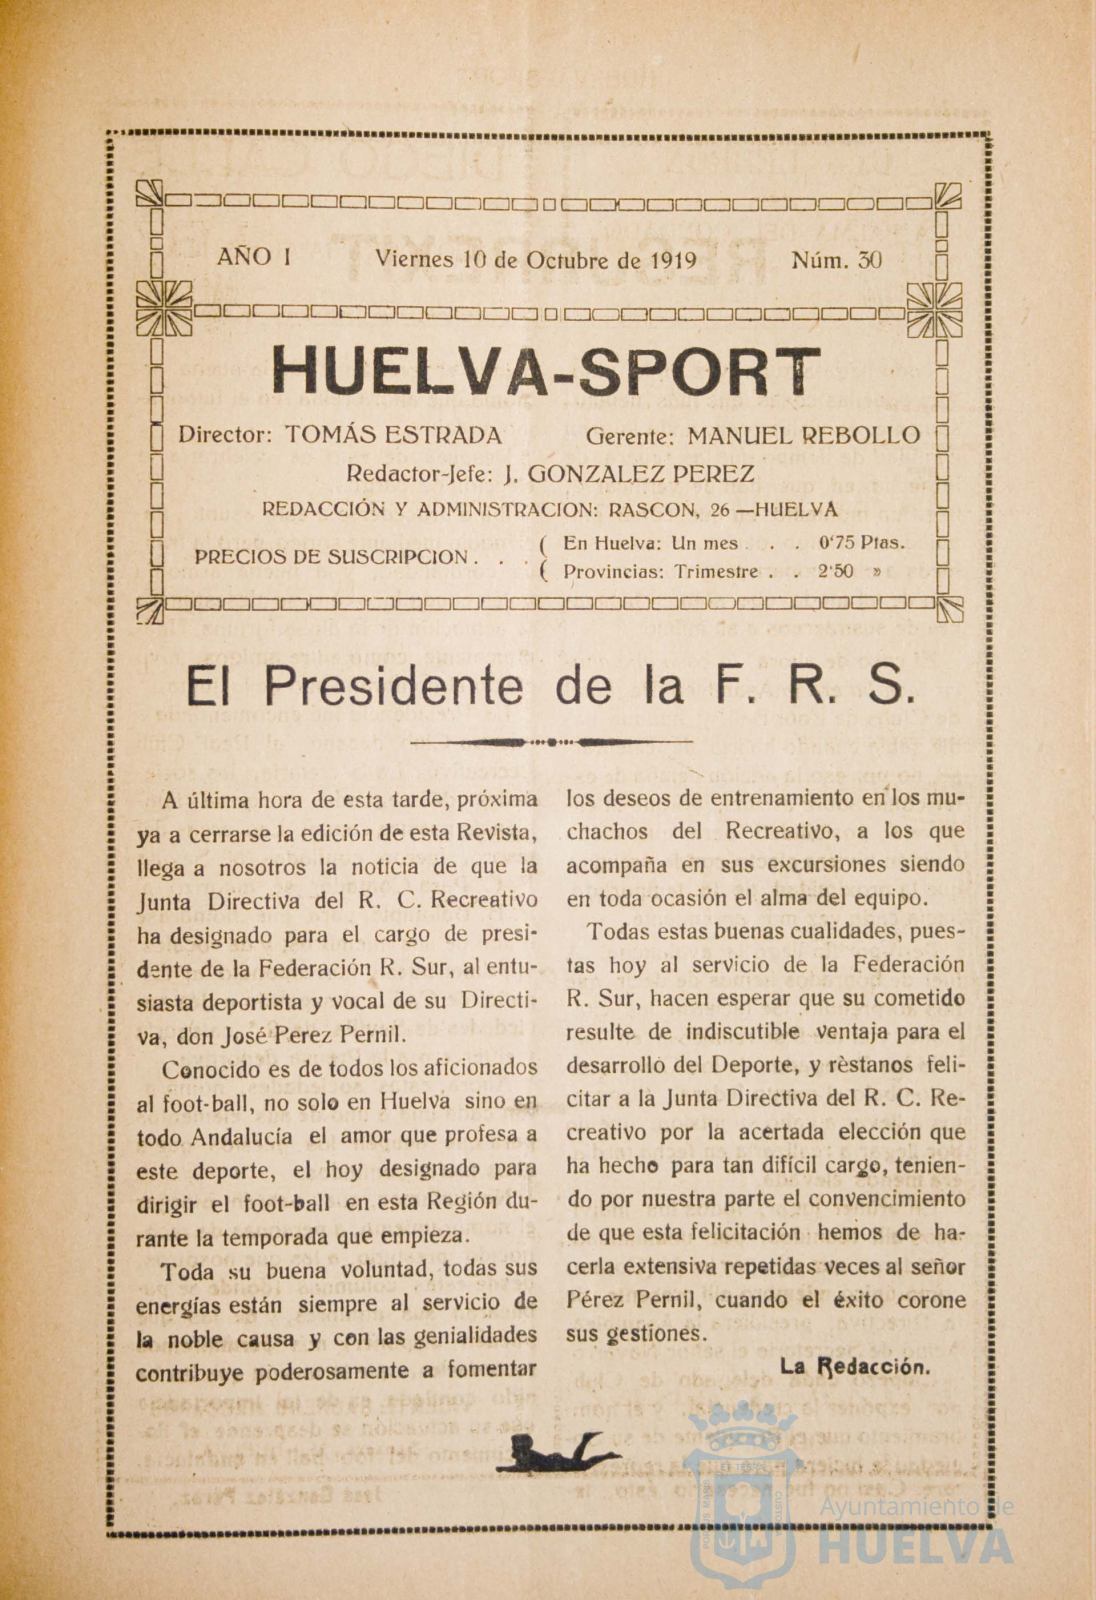 AÑO I Viernes 10 de Octubre de 1919 Núm. 30
HUELVA-SPORT
Director: TOMÁS ESTRADA Gerente: MANUEL REBOLLO
Redactor-Jefe: J. GONZALEZ PEREZ
REDACCIÓN Y ADMINISTRACION: RASCON, 26 —HUELVA
PRECIOS DE SUSCRIPCION . . . ( En Huelva: Un mes . . . 0'75 Ptas.
( Provincias: Trimestre . . 2'50 »
El Presidente de la F. R. S.
A última hora de esta tarde, próxima
ya a cerrarse la edición de esta Revista,
llega a nosotros la noticia de que la
Junta Directiva del R. C. Recreativo
ha designado para el cargo de presi-
dente de la Federación R. Sur, al entu-
siasta deportista y vocal de su Directi-
va, don José Perez Pernil.
Conocido es de todos los aficionados
al foot-ball, no solo en Huelva sino en
todo Andalucía el amor que profesa a
este deporte, el hoy designado para
dirigir el foot-ball en esta Región du-
rante la temporada que empieza.
Toda su buena voluntad, todas sus
energías están siempre al servicio de
la noble causa y con las genialidades
contribuye poderosamente a fomentar
los deseos de entrenamiento en los mu-
chachos del Recreativo, a los que
acompaña en sus excursiones siendo
en toda ocasión el alma del equipo.
Todas estas buenas cualidades, pues-
tas hoy al servicio de la Federación
R. Sur, hacen esperar que su cometido
resulte de indiscutible ventaja para el
desarrollo del Deporte, y rèstanos feli-
citar a la Junta Directiva del R. C. Re-
creativo por la acertada elección que
ha hecho para tan difícil cargo, tenien-
do por nuestra parte el convencimiento
de que esta felicitación hemos de ha-
cerla extensiva repetidas veces al señor
Pérez Pernil, cuando el éxito corone
sus gestiones.
La Redacción.
Ayuntamiento de
HUELVA